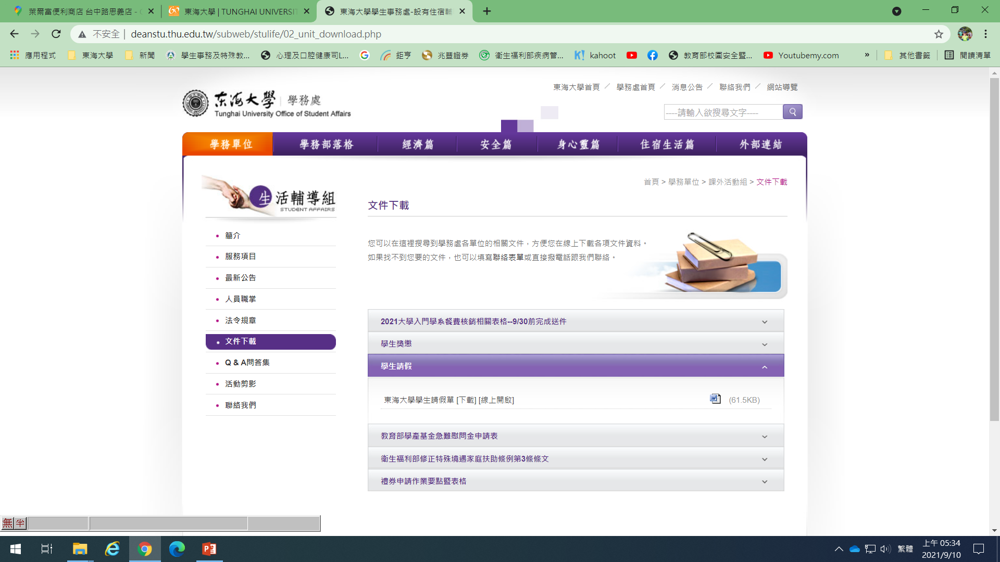 萊爾富便利商店 台中路思義店 - G
東海大學 | TUNGHAI UNIVERSIT
東海大學學生事務處-設有住宿輔
不安全 | deanstu.thu.edu.tw/subweb/stulife/02_unit_download.php
應用程式 東海大學 新聞 學生事務及特殊教... 心理及口腔健康司L... 鉅亨 兆豐證券 衛生福利部疾病管... kahoot 教育部校園安全暨... Youtubemy.com » 其他書籤 閱讀清單
東海大學首頁 ／ 學務處首頁 ／ 消息公告 ／ 聯絡我們 ／ 網站導覽
东海大學 | 學務處
Tunghai University Office of Student Affairs
----請輸入欲搜尋文字----
學務單位 學務部落格 經濟篇 安全篇 身心靈篇 住宿生活篇 外部連結
生活輔導組
STUDENT AFFAIRS
簡介
服務項目
最新公告
人員職掌
法令規章
文件下載
Q & A問答集
活動剪影
聯絡我們
首頁 > 學務單位 > 課外活動組 > 文件下載
文件下載
您可以在這裡搜尋到學務處各單位的相關文件，方便您在線上下載各項文件資料。
如果找不到您要的文件，也可以填寫聯絡表單或直接撥電話跟我們聯絡。
2021大學入門學系餐費核銷相關表格--9/30前完成送件
學生獎懲
學生請假
東海大學學生請假單 [下載] [線上開啟] (61.5KB)
教育部學產基金急難慰問金申請表
衛生福利部修正特殊境遇家庭扶助條例第3條條文
禮券申請作業要點暨表格
無 半
繁體
上午 05:34
2021/9/10